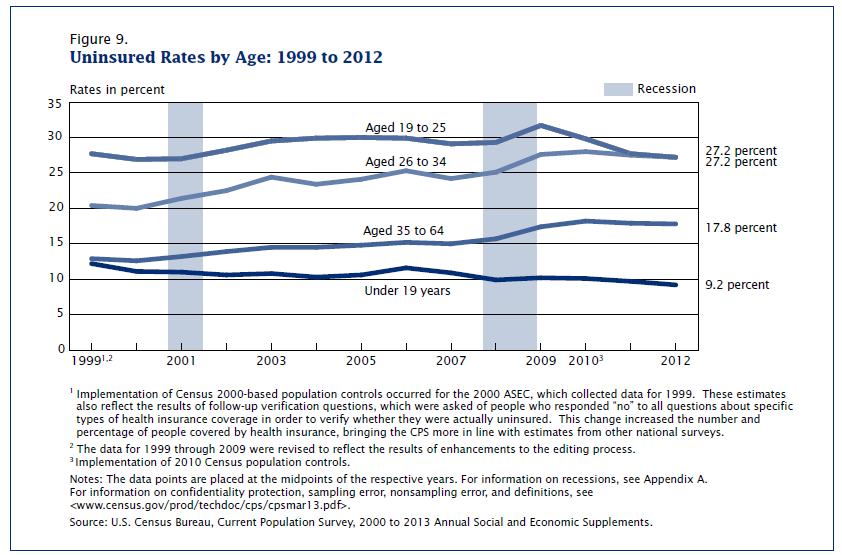 Figure 9.
Uninsured Rates by Age: 1999 to 2012
Rates in percent
Recession
35
30
25
20
15
10
5
0
Aged 19 to 25
Aged 26 to 34
Aged 35 to 64
Under 19 years
27.2 percent
27.2 percent
17.8 percent
9.2 percent
1999¹,² 2001 2003 2005 2007 2009 2010³ 2012
¹ Implementation of Census 2000-based population controls occurred for the 2000 ASEC, which collected data for 1999. These estimates
also reflect the results of follow-up verification questions, which were asked of people who responded “no” to all questions about specific
types of health insurance coverage in order to verify whether they were actually uninsured. This change increased the number and
percentage of people covered by health insurance, bringing the CPS more in line with estimates from other national surveys.
² The data for 1999 through 2009 were revised to reflect the results of enhancements to the editing process.
³ Implementation of 2010 Census population controls.
Notes: The data points are placed at the midpoints of the respective years. For information on recessions, see Appendix A.
For information on confidentiality protection, sampling error, nonsampling error, and definitions, see
<www.census.gov/prod/techdoc/cps/cpsmar13.pdf>.
Source: U.S. Census Bureau, Current Population Survey, 2000 to 2013 Annual Social and Economic Supplements.